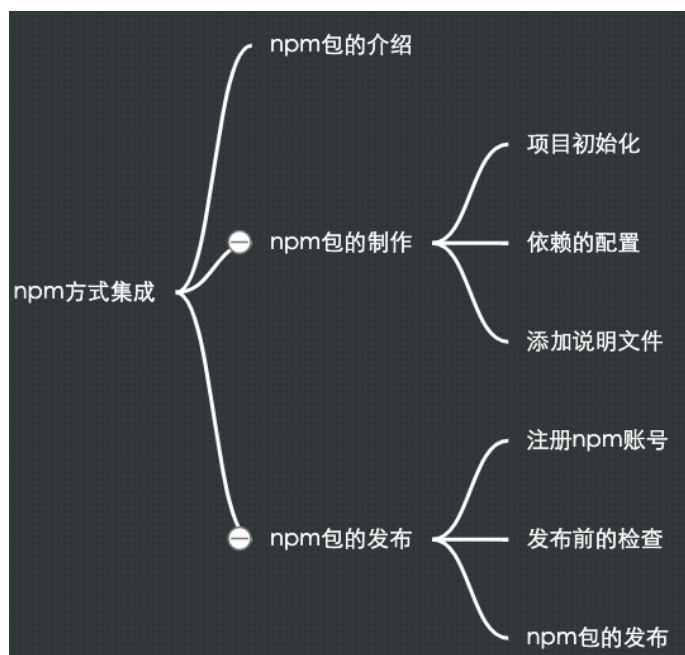 npm方式集成
npm包的介绍
npm包的制作
项目初始化
依赖的配置
添加说明文件
npm包的发布
注册npm账号
发布前的检查
npm包的发布